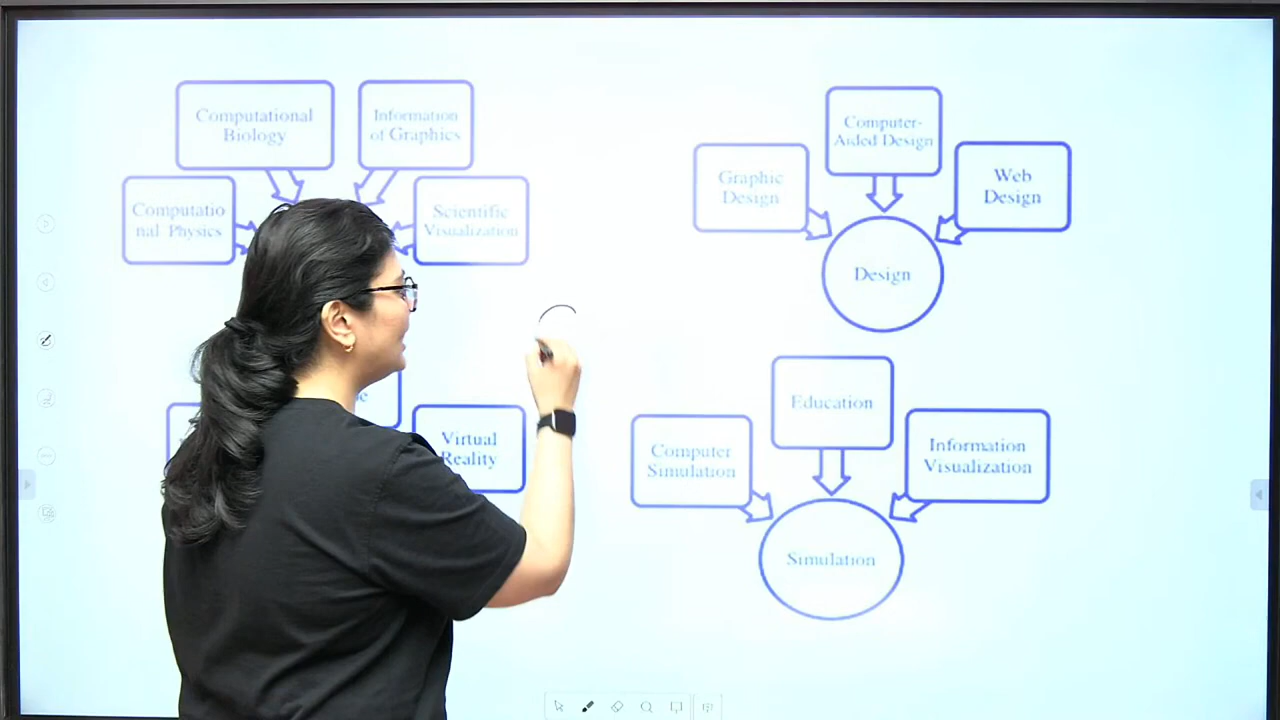 Computational
Biology
Information
of Graphics
Computatio
nal Physics
Scientific
Visualization
Virtual
Reality
Computer-
Aided Design
Graphic
Design
Web
Design
Design
Education
Computer
Simulation
Information
Visualization
Simulation